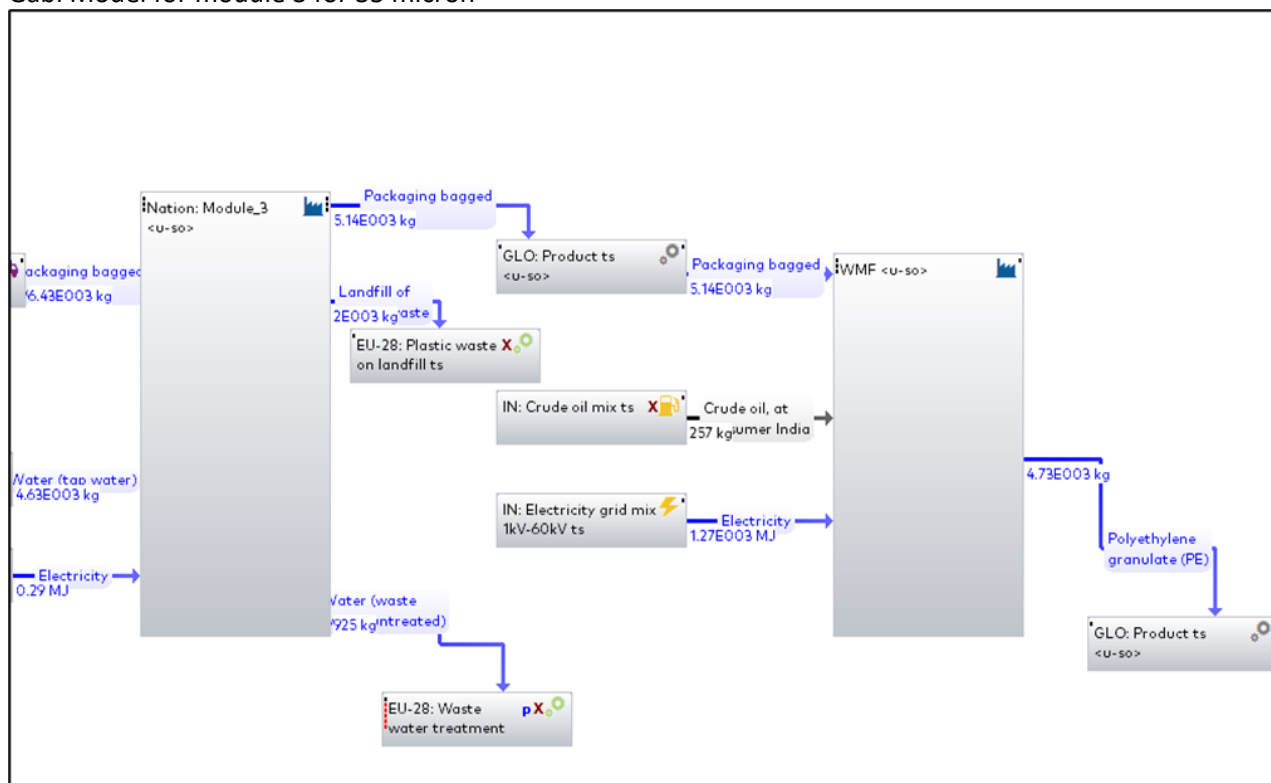 Nation: Module_3
<u-so>
Packaging bagged
5.14E003 kg
GLO: Product ts
<u-so>
Packaging bagged
5.14E003 kg
WMF <u-so>
ackaging bagged
6.43E003 kg
Landfill of
2E003 kg aste
EU-28: Plastic waste X
on landfill ts
IN: Crude oil mix ts X
Crude oil, at
257 kg umer India
Water (tap water)
4.63E003 kg
IN: Electricity grid mix
1kV-60kV ts
Electricity
1.27E003 MJ
4.73E003 kg
Polyethylene
granulate (PE)
Electricity
0.29 MJ
Water (waste
925 kg untreated)
GLO: Product ts
<u-so>
EU-28: Waste pX
water treatment